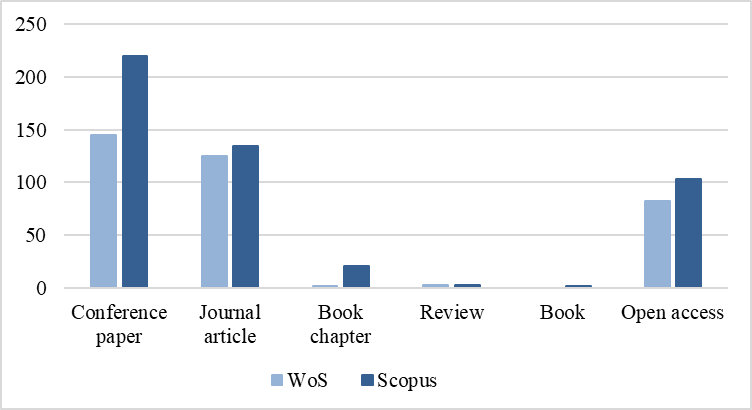 250
200
150
100
50
0
Conference paper
Journal article
Book chapter
Review
Book
Open access
WoS
Scopus